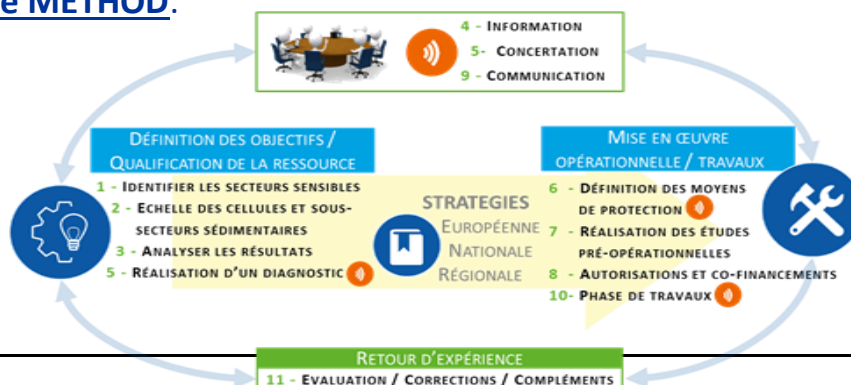 e METHOD.
4 - INFORMATION
5- CONCERTATION
9 - COMMUNICATION
DÉFINITION DES OBJECTIFS /
QUALIFICATION DE LA RESSOURCE
1 - IDENTIFIER LES SECTEURS SENSIBLES
2 - ECHELLE DES CELLULES ET SOUS-
SECTEURS SÉDIMENTAIRES
3 - ANALYSER LES RÉSULTATS
5 - RÉALISATION D'UN DIAGNOSTIC
STRATEGIES
EUROPÉENNE
NATIONALE
RÉGIONALE
MISE EN ŒUVRE
OPÉRATIONNELLE / TRAVAUX
6 - DÉFINITION DES MOYENS
DE PROTECTION
7 - RÉALISATION DES ÉTUDES
PRÉ-OPÉRATIONNELLES
8 - AUTORISATIONS ET CO-FINANCEMENTS
10- PHASE DE TRAVAUX
RETOUR D'EXPÉRIENCE
11 - EVALUATION / CORRECTIONS / COMPLÉMENTS